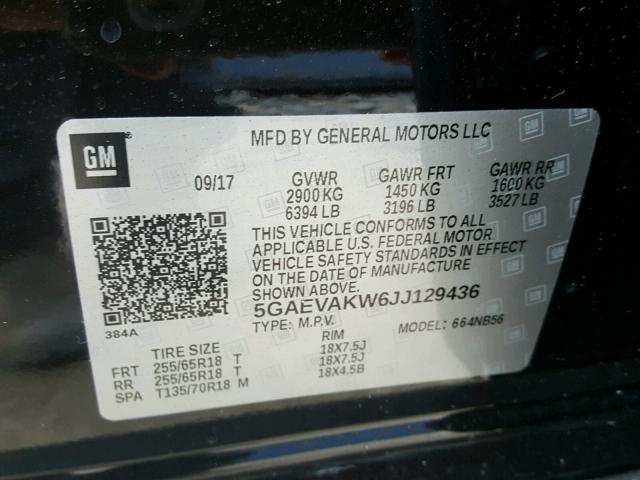 GM
MFD BY GENERAL MOTORS LLC
09/17 GVWR GAWR FRT GAWR RR
2900 KG 1450 KG 1600 KG
6394 LB 3196 LB 3527 LB
THIS VEHICLE CONFORMS TO ALL
APPLICABLE U.S. FEDERAL MOTOR
VEHICLE SAFETY STANDARDS IN EFFECT
ON THE DATE OF MANUFACTURE
SHOWN ABOVE.
5GAEVAKW6JJ129436
384A
TYPE: M.P.V. MODEL: 664NB56
TIRE SIZE RIM
FRT 255/65R18 T 18X7.5J
RR 255/65R18 T 18X7.5J
SPA T135/70R18 M 18X4.5B